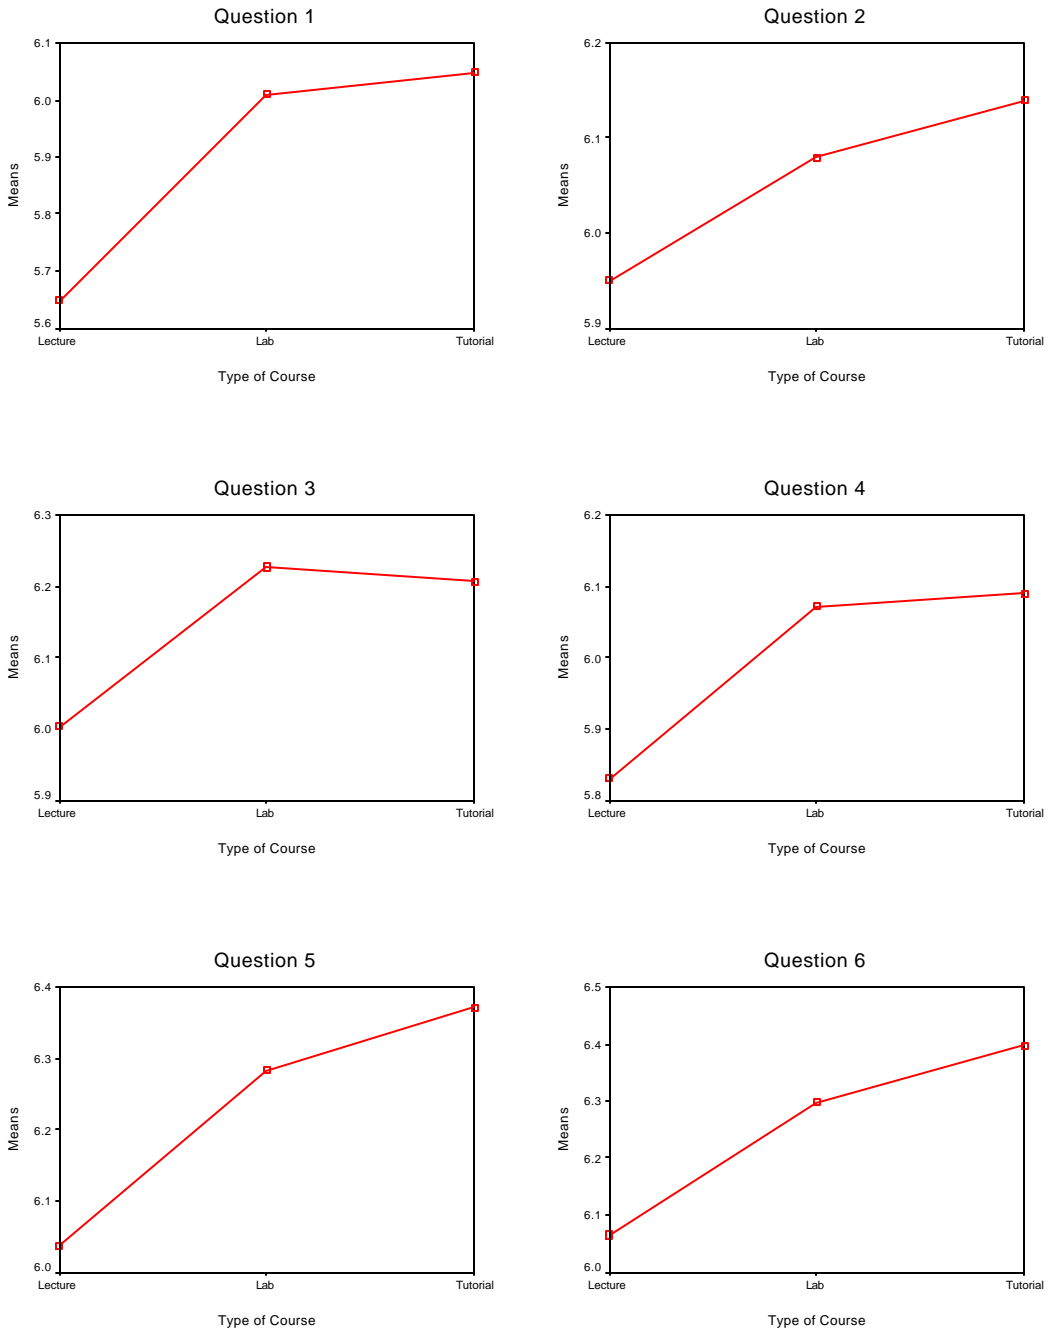 Question 1
6.1
6.0
5.9
5.8
5.7
5.6
Means
Lecture Lab Tutorial
Type of Course
Question 2
6.2
6.1
6.0
5.9
Means
Lecture Lab Tutorial
Type of Course
Question 3
6.3
6.2
6.1
6.0
5.9
Means
Lecture Lab Tutorial
Type of Course
Question 4
6.2
6.1
6.0
5.9
5.8
Means
Lecture Lab Tutorial
Type of Course
Question 5
6.4
6.3
6.2
6.1
6.0
Means
Lecture Lab Tutorial
Type of Course
Question 6
6.5
6.4
6.3
6.2
6.1
6.0
Means
Lecture Lab Tutorial
Type of Course